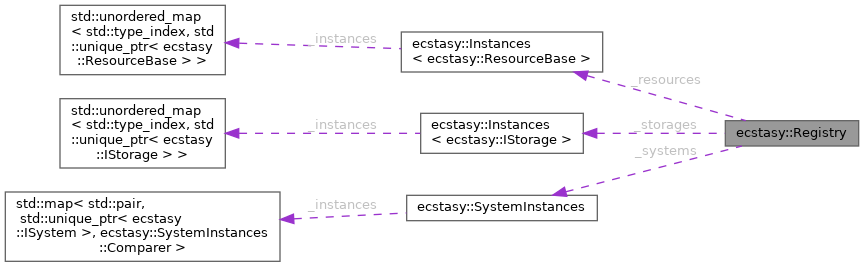 std::unordered_map
< std::type_index, std
::unique_ptr< ecstasy
::ResourceBase > >
_instances
ecstasy::Instances
< ecstasy::ResourceBase >
_resources
std::unordered_map
< std::type_index, std
::unique_ptr< ecstasy
::IStorage > >
_instances
ecstasy::Instances
< ecstasy::IStorage >
_storages
ecstasy::Registry
_systems
std::map< std::pair,
std::unique_ptr< ecstasy
::ISystem >, ecstasy::SystemInstances
::Comparer >
_instances
ecstasy::SystemInstances